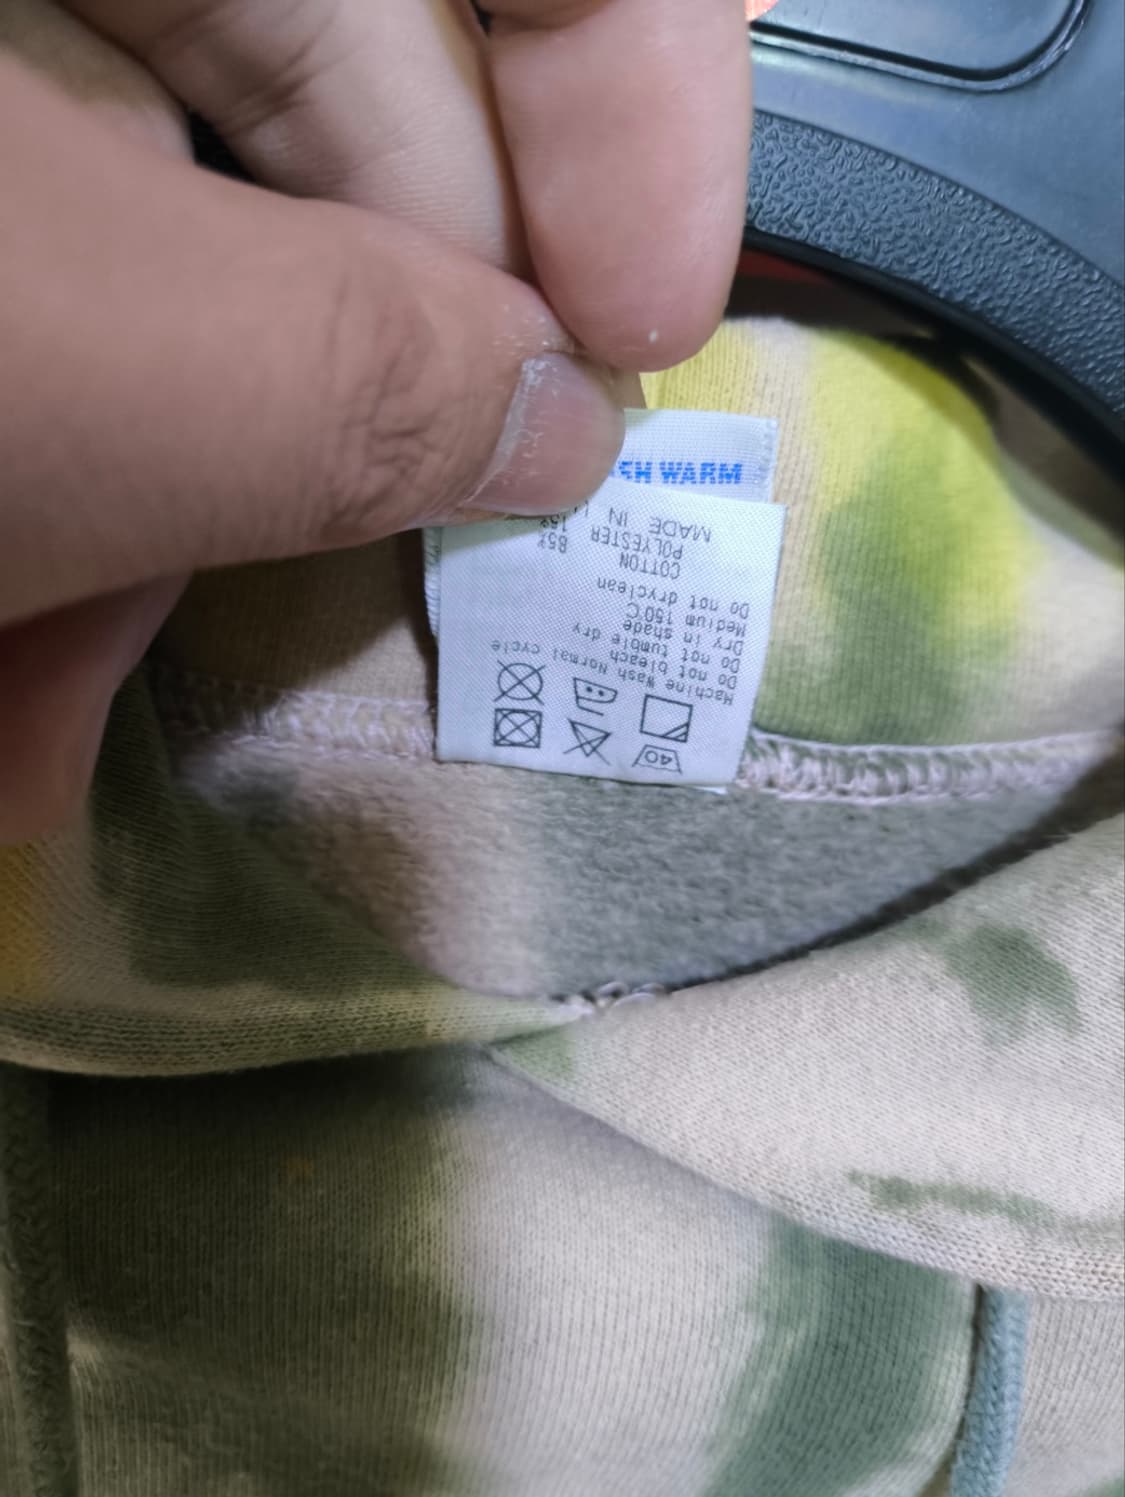 WARM
40
Machine Wash Normal cycle
Do not bleach
Do not tumble dry
Dry in shade
Medium 150°C
Do not dryclean
COTTON 85%
POLYESTER 15%
MADE IN